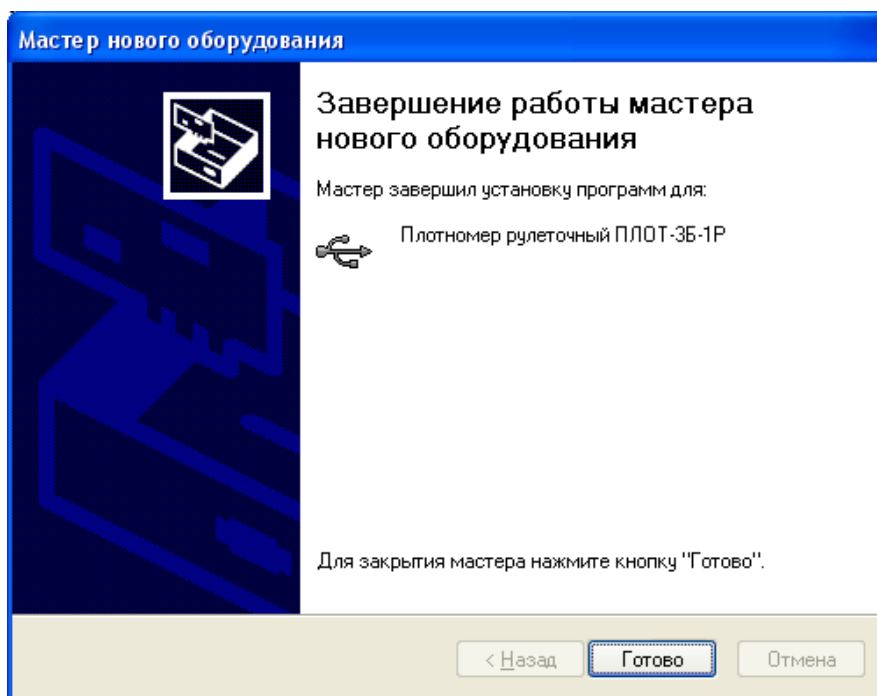 Мастер нового оборудования
Завершение работы мастера
нового оборудования
Мастер завершил установку программ для:
Плотномер рулеточный ПЛОТ-3Б-1Р
Для закрытия мастера нажмите кнопку "Готово".
< Назад Готово Отмена